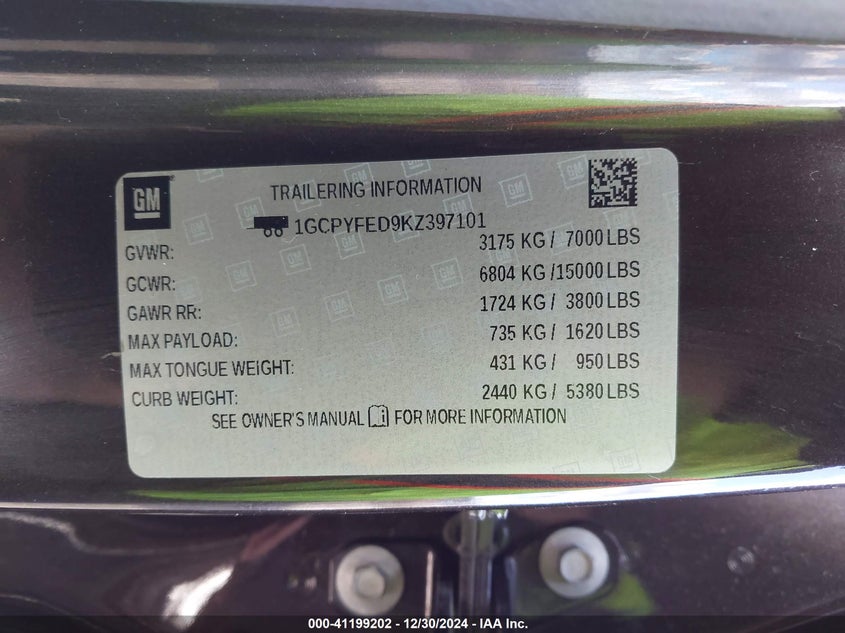 GM
TRAILERING INFORMATION
1GCPYFED9KZ397101
GVWR: 3175 KG / 7000 LBS
GCWR: 6804 KG /15000 LBS
GAWR RR: 1724 KG / 3800 LBS
MAX PAYLOAD: 735 KG / 1620 LBS
MAX TONGUE WEIGHT: 431 KG / 950 LBS
CURB WEIGHT: 2440 KG / 5380 LBS
SEE OWNER'S MANUAL FOR MORE INFORMATION
000-41199202 - 12/30/2024 - IAA Inc.